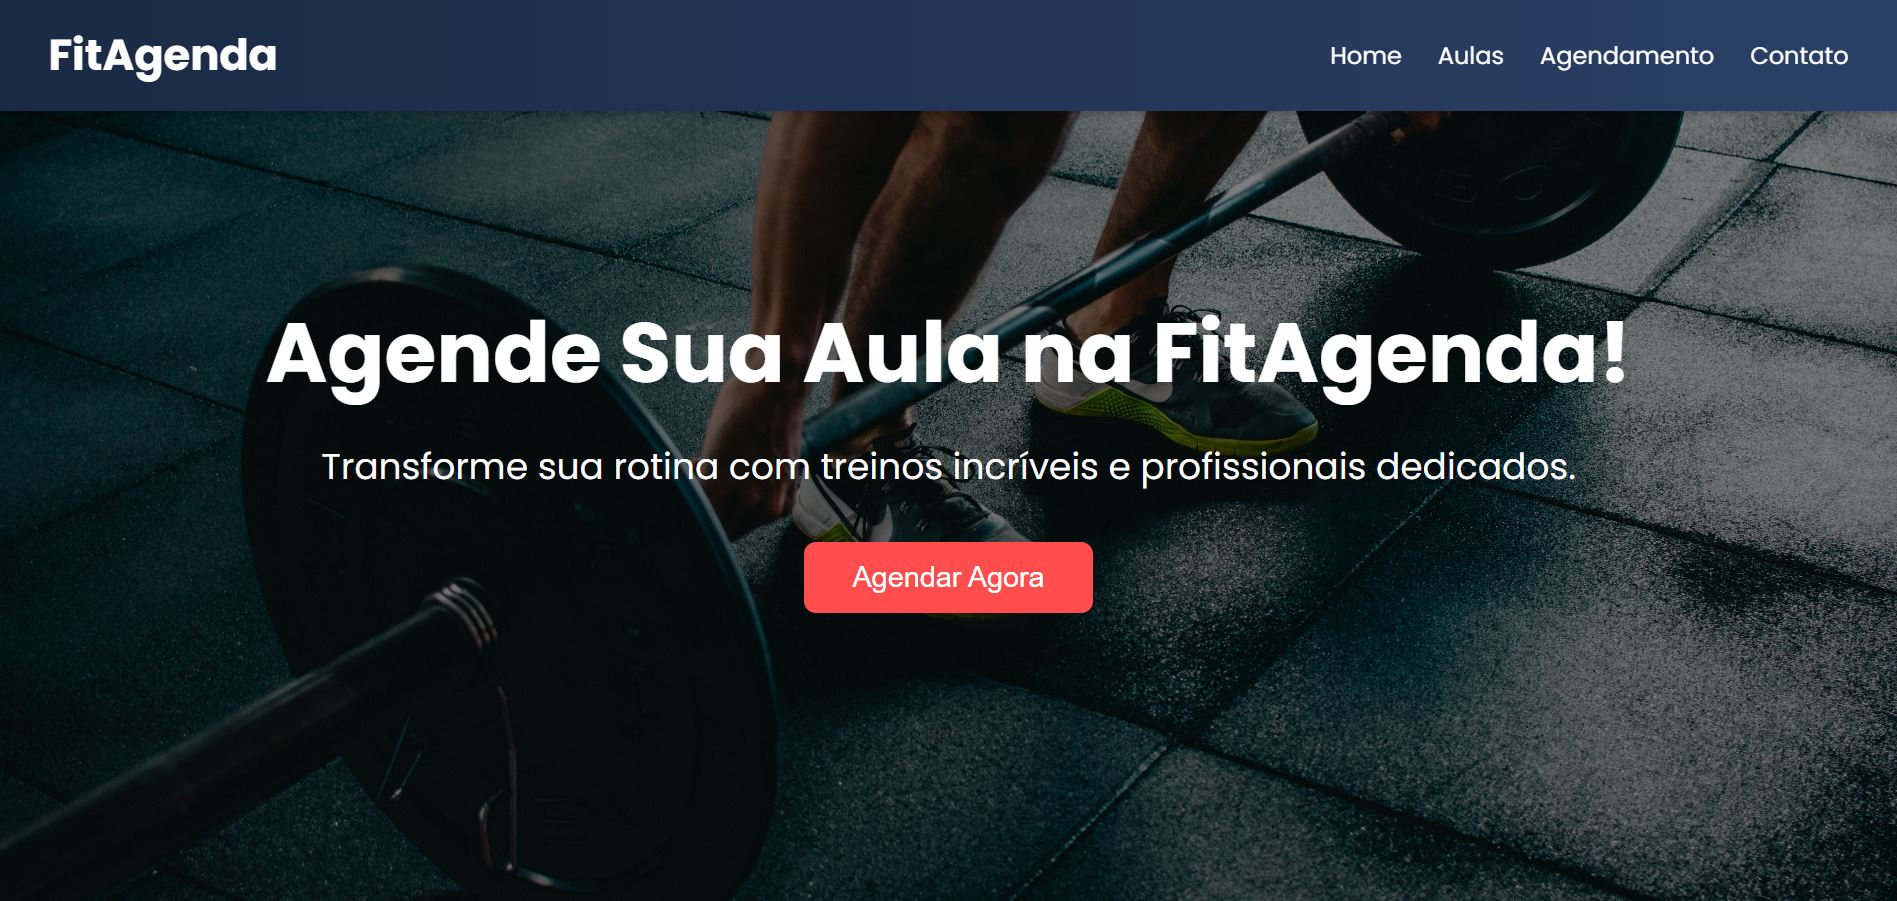 FitAgenda
Home Aulas Agendamento Contato
Agende Sua Aula na FitAgenda!
Transforme sua rotina com treinos incríveis e profissionais dedicados.
Agendar Agora